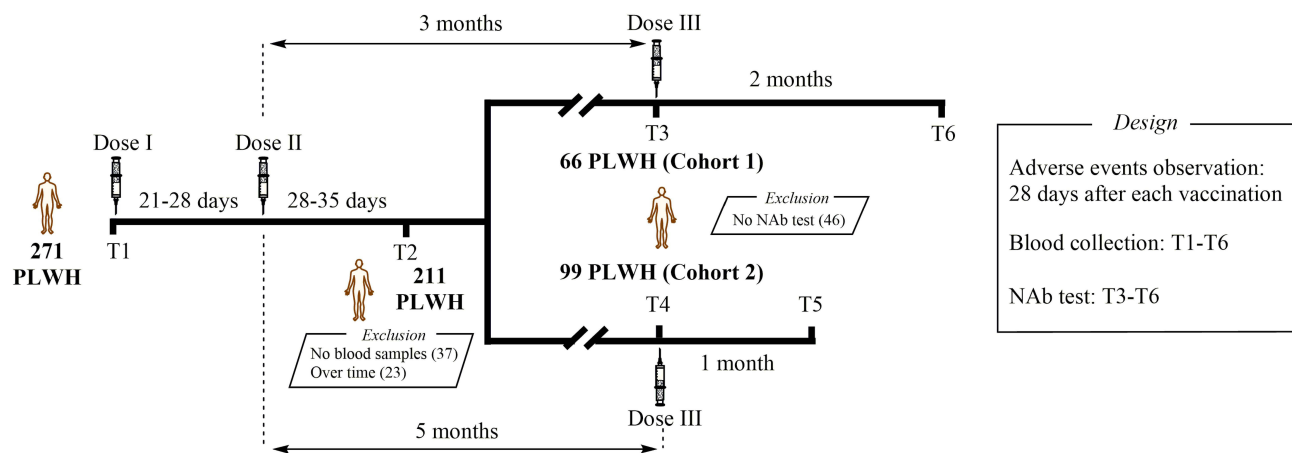 3 months
Dose III
2 months
T3
T6
Dose I
Dose II
21-28 days
28-35 days
271
PLWH
T1
T2
211
PLWH
Exclusion
No blood samples (37)
Over time (23)
66 PLWH (Cohort 1)
Exclusion
No NAb test (46)
99 PLWH (Cohort 2)
T4
T5
1 month
Dose III
5 months
Design
Adverse events observation:
28 days after each vaccination
Blood collection: T1-T6
NAb test: T3-T6